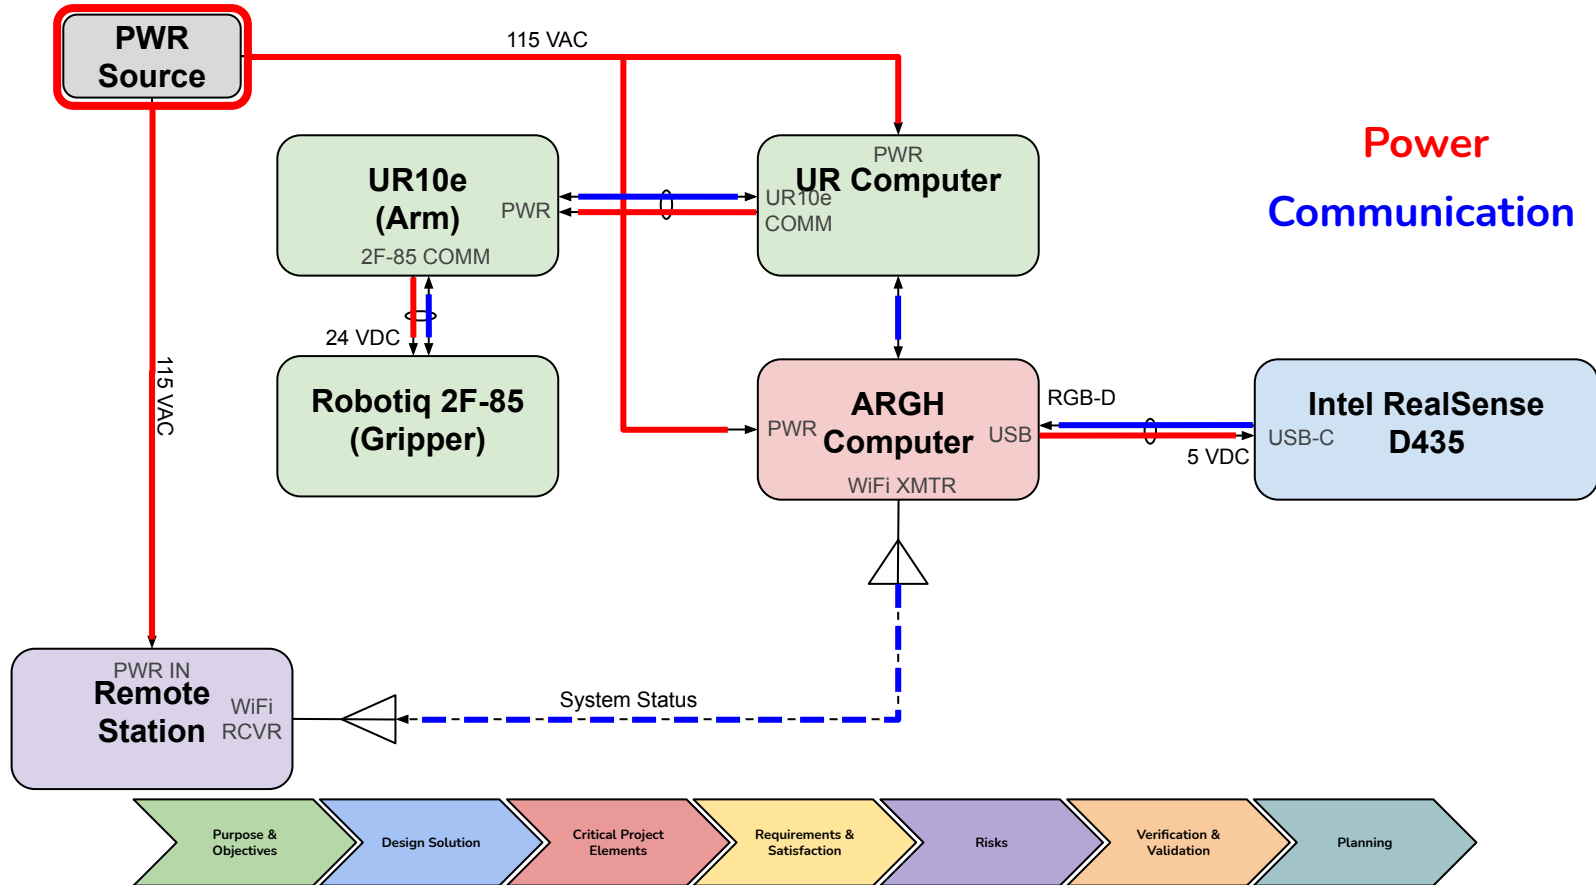 PWR
Source
115 VAC
Power
Communication
UR10e
(Arm)
PWR
2F-85 COMM
PWR
UR Computer
UR10e
COMM
24 VDC
115 VAC
Robotiq 2F-85
(Gripper)
ARGH
Computer
PWR
USB
WiFi XMTR
RGB-D
5 VDC
Intel RealSense
D435
USB-C
PWR IN
Remote
Station
WiFi
RCVR
System Status
Purpose &
Objectives
Design Solution
Critical Project
Elements
Requirements &
Satisfaction
Risks
Verification &
Validation
Planning